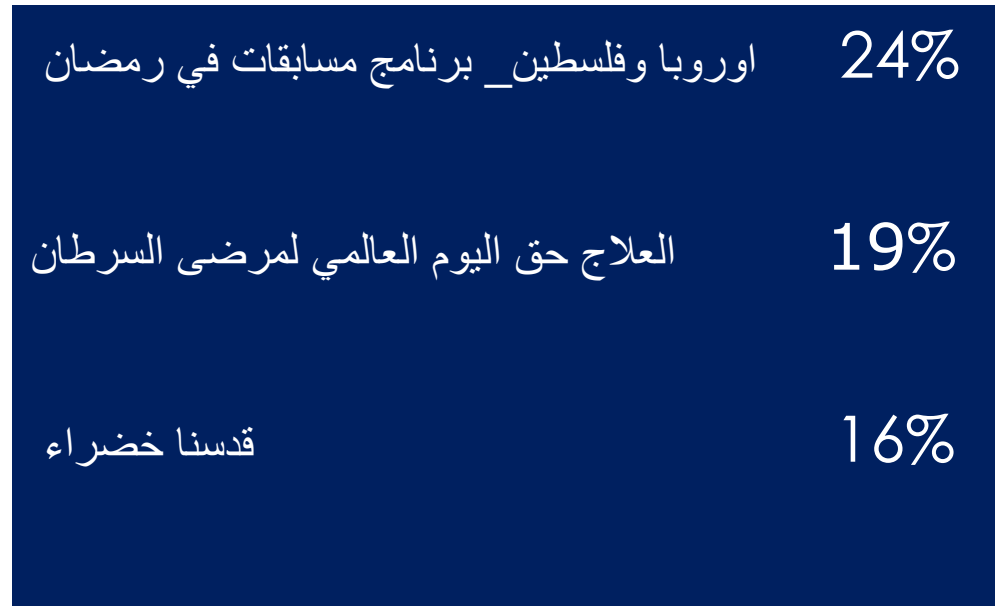 24% اوروبا وفلسطين_ برنامج مسابقات في رمضان
19% العلاج حق اليوم العالمي لمرضى السرطان
16% قدسنا خضراء